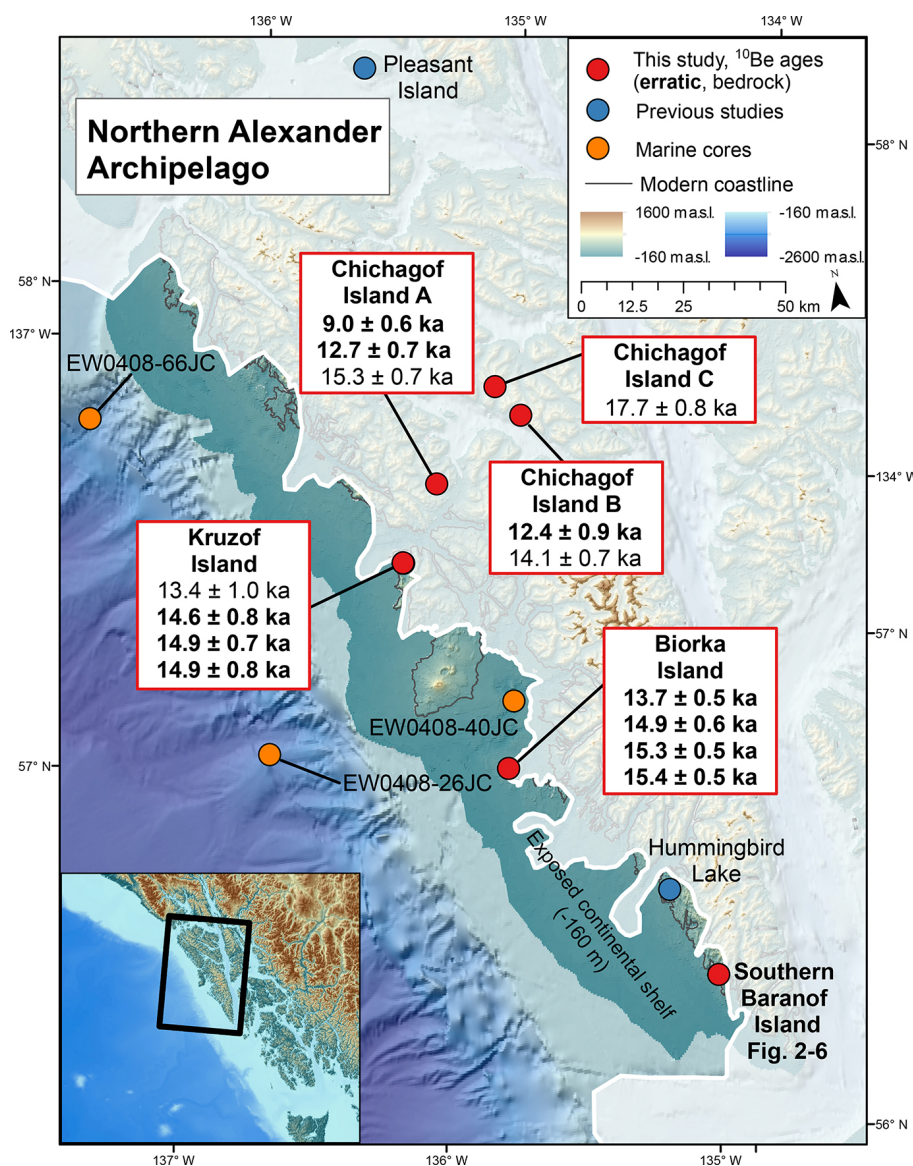 136° W
135° W
134° W
Pleasant
Island
Northern Alexander
Archipelago
This study, ¹⁰Be ages
(erratic, bedrock)
Previous studies
Marine cores
Modern coastline
1600 m a.s.l.
-160 m a.s.l.
-160 m a.s.l.
-2600 m a.s.l.
N
0
12.5
25
50 km
58° N
58° N
137° W
EW0408-66JC
Chichagof
Island A
9.0 ± 0.6 ka
12.7 ± 0.7 ka
15.3 ± 0.7 ka
Chichagof
Island C
17.7 ± 0.8 ka
Chichagof
Island B
12.4 ± 0.9 ka
14.1 ± 0.7 ka
134° W
Kruzof
Island
13.4 ± 1.0 ka
14.6 ± 0.8 ka
14.9 ± 0.7 ka
14.9 ± 0.8 ka
57° N
Biorka
Island
13.7 ± 0.5 ka
14.9 ± 0.6 ka
15.3 ± 0.5 ka
15.4 ± 0.5 ka
EW0408-40JC
57° N
EW0408-26JC
Exposed continental shelf
(-160 m)
Hummingbird
Lake
Southern
Baranof
Island
Fig. 2-6
56° N
137° W
136° W
135° W